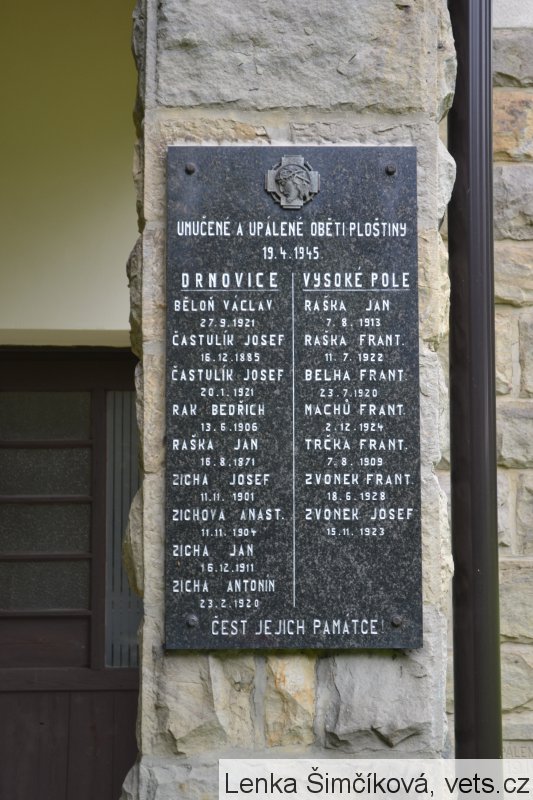 UMUČENÉ A UPÁLENÉ OBĚTI PLOŠTINY
19.4.1945.
DRNOVICE
BĚLOŇ VÁCLAV
27.9.1921
ČASTULÍK JOSEF
16.12.1885
ČASTULÍK JOSEF
20.1.1921
RAK BEDŘICH
13.6.1906
RAŠKA JAN
16.8.1871
ZICHA JOSEF
11.11.1901
ZICHOVÁ ANAST.
11.11.1904
ZICHA JAN
16.12.1911
ZICHA ANTONÍN
23.2.1920
VYSOKÉ POLE
RAŠKA JAN
7.8.1913
RAŠKA FRANT.
11.7.1922
BELHA FRANT.
23.7.1920
MACHŮ FRANT.
2.12.1924
TRČKA FRANT.
7.8.1909
ZVONEK FRANT.
18.6.1928
ZVONEK JOSEF
15.11.1923
ČEST JEJICH PAMÁTCE!
Lenka Šimčíková, vets.cz